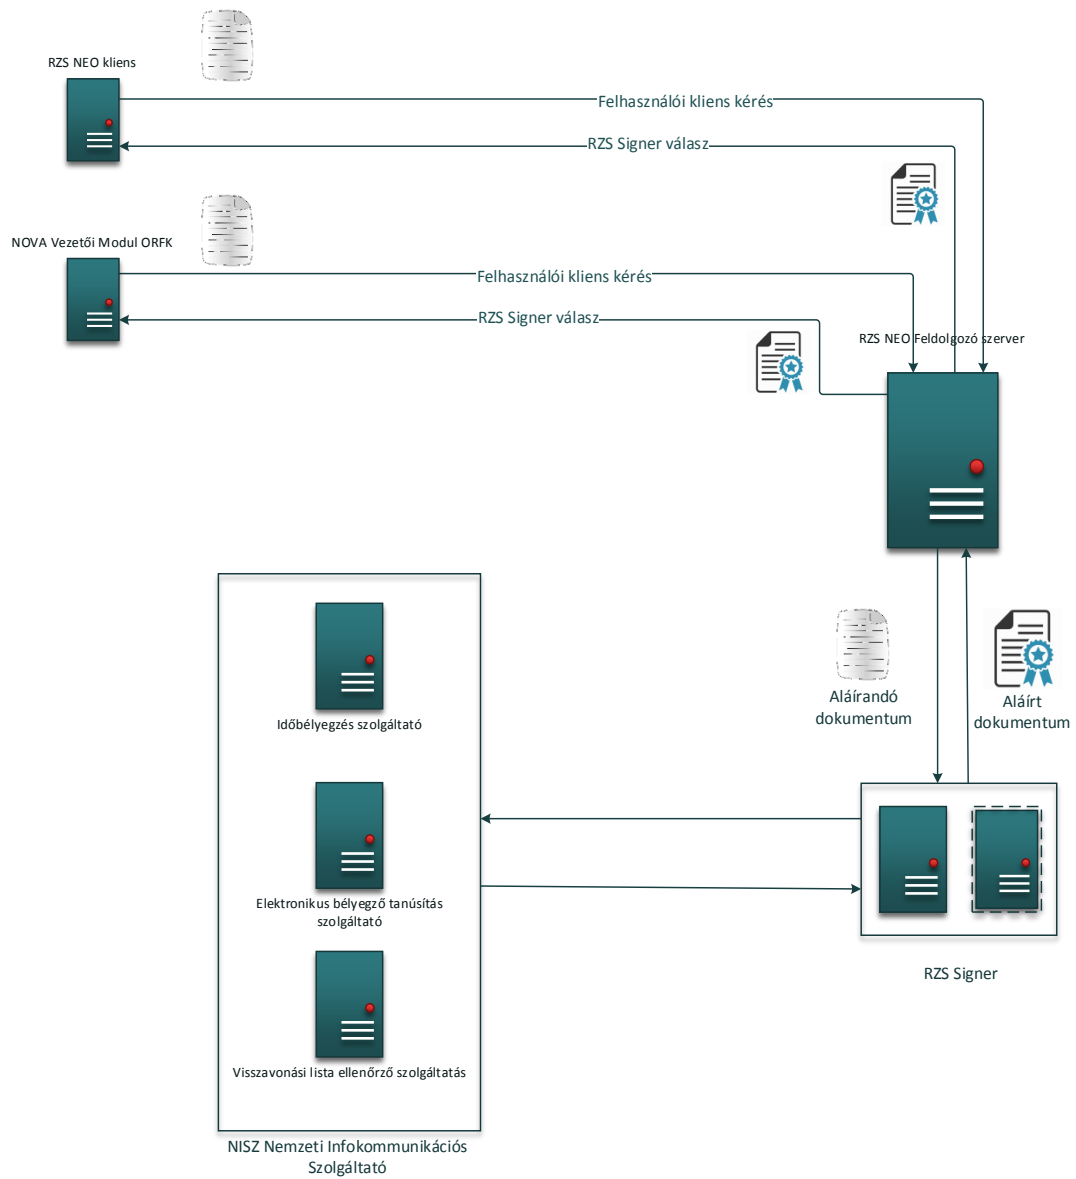 RZS NEO kliens
Felhasználói kliens kérés
RZS Signer válasz
NOVA Vezetői Modul ORFK
Felhasználói kliens kérés
RZS Signer válasz
RZS NEO Feldolgozó szerver
Aláírandó
dokumentum
Aláírt
dokumentum
Időbélyegzés szolgáltató
Elektronikus bélyegző tanúsítás
szolgáltató
RZS Signer
Visszavonási lista ellenőrző szolgáltatás
NISZ Nemzeti Infokommunikációs
Szolgáltató